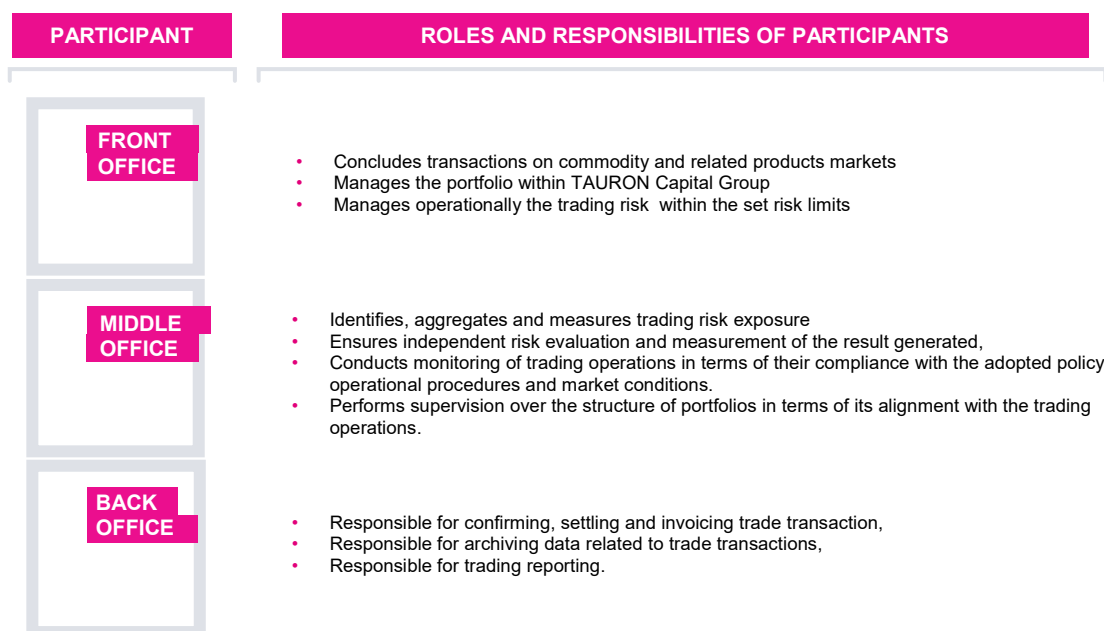 PARTICIPANT
ROLES AND RESPONSIBILITIES OF PARTICIPANTS
FRONT
OFFICE
• Concludes transactions on commodity and related products markets
• Manages the portfolio within TAURON Capital Group
• Manages operationally the trading risk within the set risk limits
MIDDLE
OFFICE
• Identifies, aggregates and measures trading risk exposure
• Ensures independent risk evaluation and measurement of the result generated,
• Conducts monitoring of trading operations in terms of their compliance with the adopted policy
operational procedures and market conditions.
• Performs supervision over the structure of portfolios in terms of its alignment with the trading
operations.
BACK
OFFICE
• Responsible for confirming, settling and invoicing trade transaction,
• Responsible for archiving data related to trade transactions,
• Responsible for trading reporting.